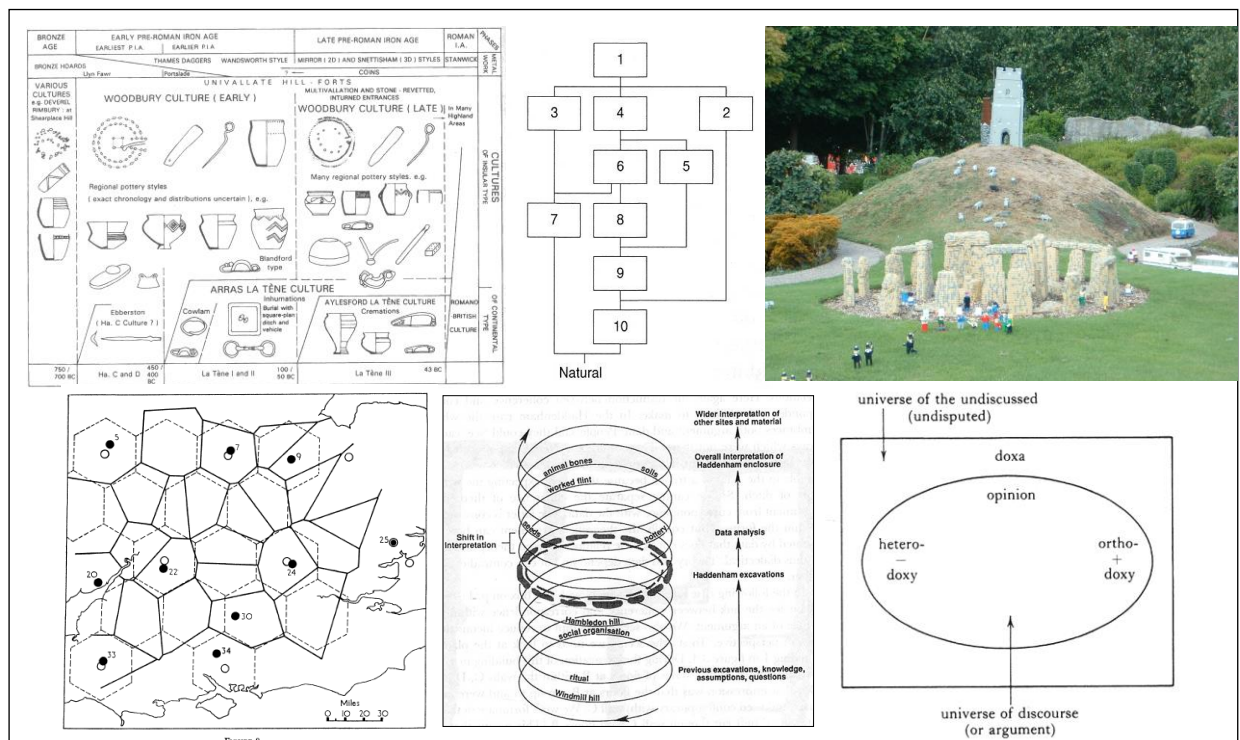 BRONZE AGE
EARLY PRE-ROMAN IRON AGE
EARLIEST P.I.A.
EARLIER P.I.A
LATE PRE-ROMAN IRON AGE
ROMAN I.A.
PHASES
BRONZE HOARDS
Llyn Fawr
THAMES DAGGERS
Portslade
WANDSWORTH STYLE
MIRROR ( 2D ) AND SNETTISHAM ( 3D ) STYLES
STANWICK
? — COINS
METAL WORK
UNIVALLATE HILL - FORTS
VARIOUS CULTURES
e.g. DEVEREL RIMBURY : at Shearplace Hill
WOODBURY CULTURE ( EARLY )
MULTIVALLATION AND STONE - REVETTED, INTURNED ENTRANCES
WOODBURY CULTURE ( LATE )
In Many Highland Areas
CULTURES OF INSULAR TYPE
Regional pottery styles
( exact chronology and distributions uncertain ), e.g.
Many regional pottery styles. e.g.
Blandford type
ARRAS LA TÈNE CULTURE
Ebberston
( Ha. C Culture ? )
Cowlam
Inhumations
Burial with square-plan ditch and vehicle
AYLESFORD LA TÈNE CULTURE
Cremations
ROMANO -BRITISH CULTURE
OF CONTINENTAL TYPE
750 / 700 BC
Ha. C and D
450 / 400 BC
La Tène I and II
100 / 50 BC
La Tène III
43 BC
1
3
4
2
6
5
7
8
9
10
Natural
5
7
9
20
22
24
25
30
33
34
Miles
0 10 20 30
animal bones
soils
worked flint
seeds
pottery
Shift in Interpretation
Hambledon hill
social organisation
ritual
Windmill hill
Wider interpretation of other sites and material
Overall interpretation of Haddenham enclosure
Data analysis
Haddenham excavations
Previous excavations, knowledge, assumptions, questions
universe of the undiscussed
(undisputed)
doxa
opinion
hetero-
–
doxy
ortho-
+
doxy
universe of discourse
(or argument)